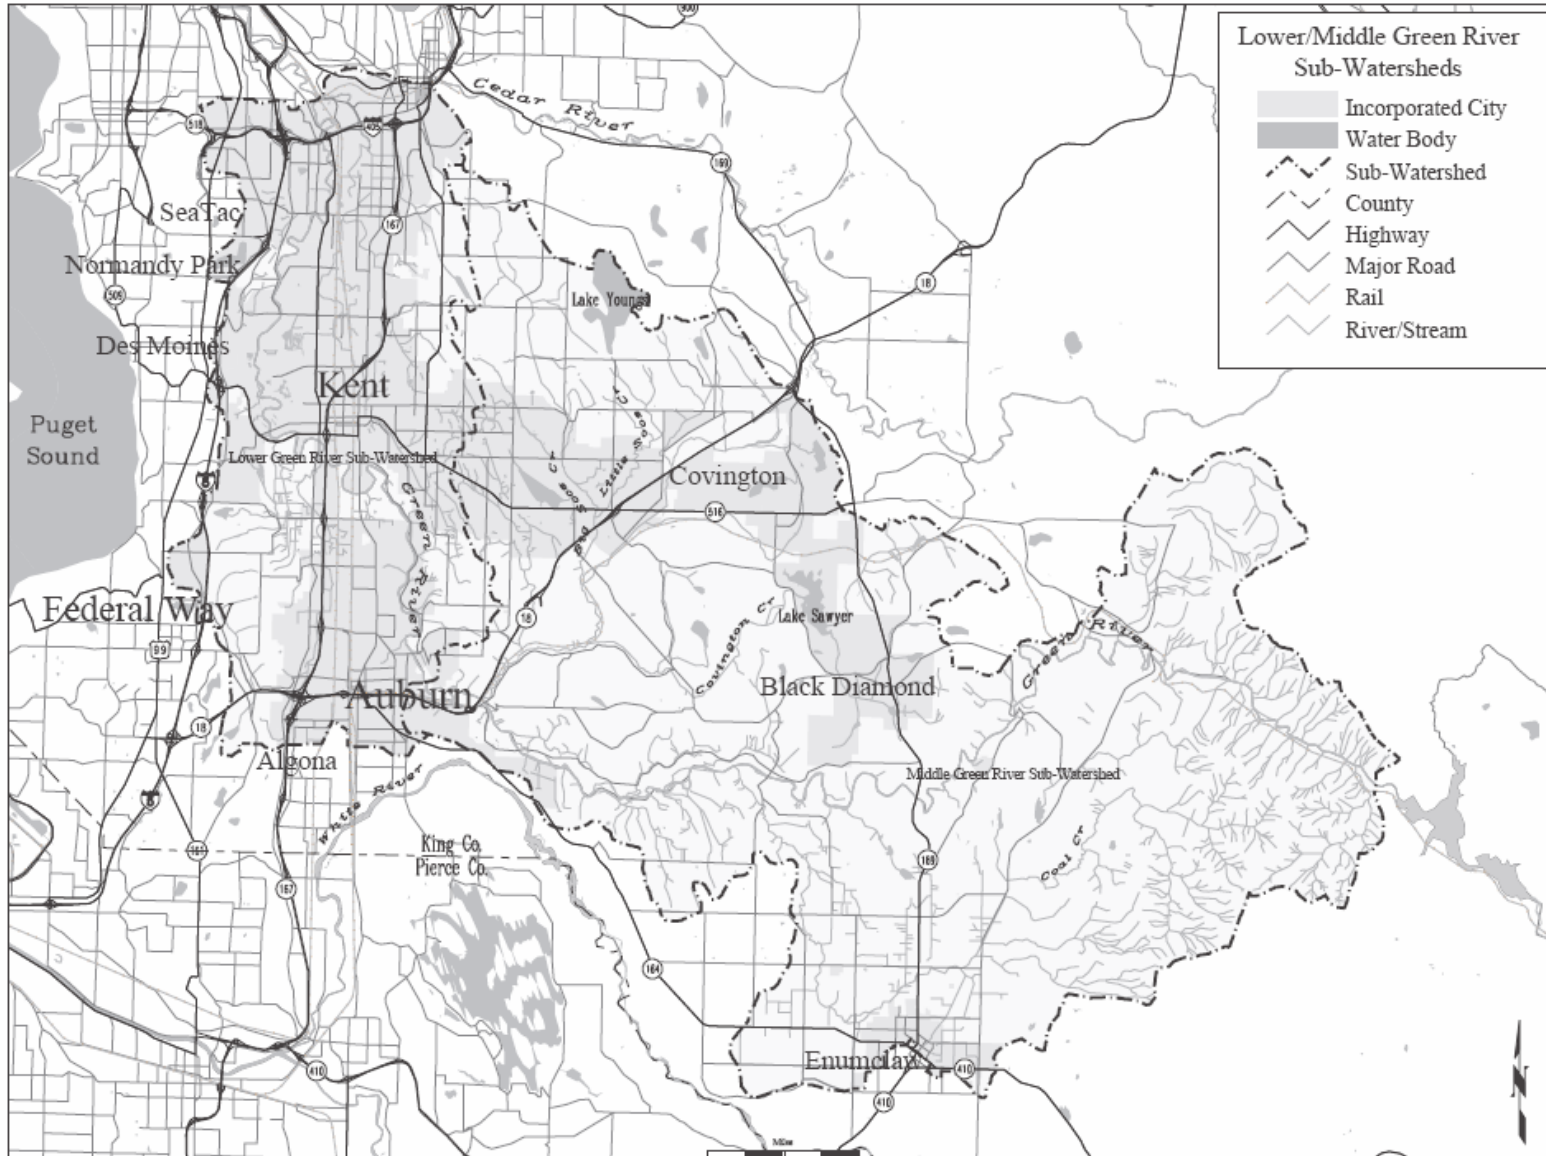 900
Lower/Middle Green River
Sub-Watersheds
Incorporated City
Water Body
Sub-Watershed
County
Highway
Major Road
Rail
River/Stream
Cedar River
518
405
169
SeaTac
167
Normandy Park
509
18
Lake Youngs
Des Moines
Kent
Puget
Sound
Lower Green River Sub-Watershed
Little Soos Cr
Big Soos Cr
Covington
516
Green River
Federal Way
99
18
Lake Sawyer
Covington Cr
Green River
Black Diamond
Auburn
18
Algona
Middle Green River Sub-Watershed
White River
King Co.
Pierce Co.
161
167
169
Coal Cr
164
Enumclaw
410
410
410
N
Miles